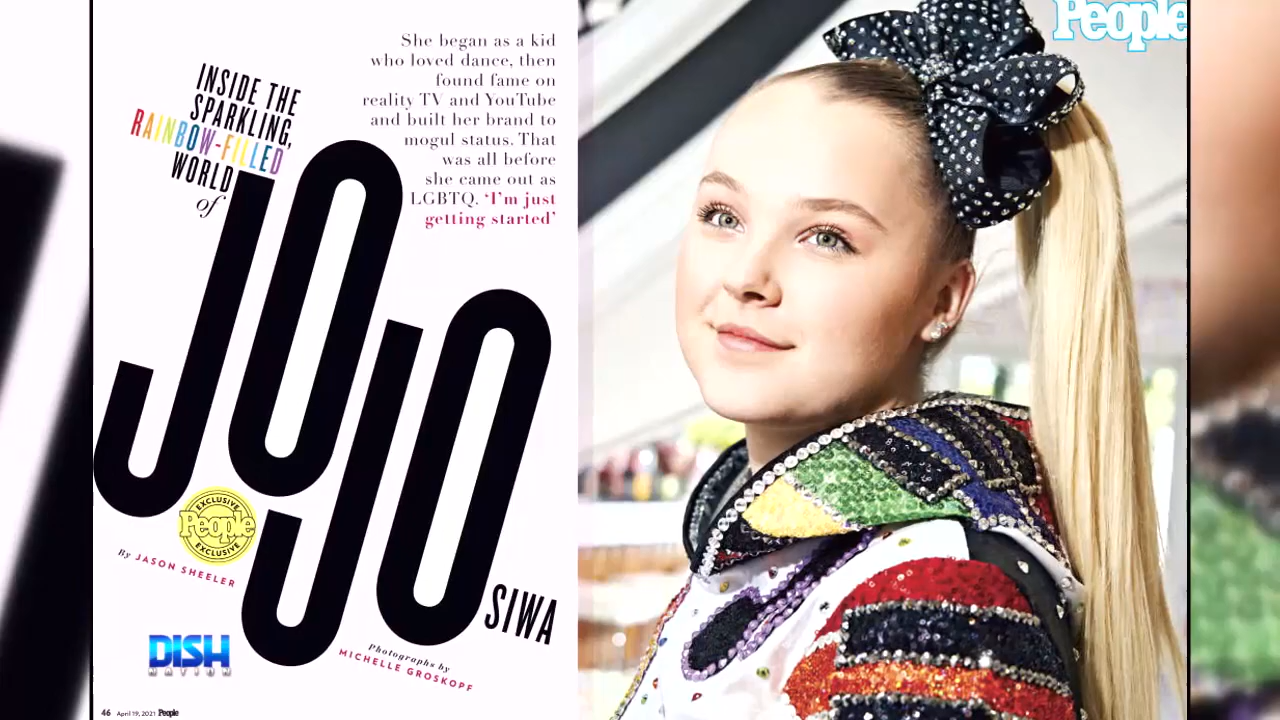 INSIDE THE
SPARKLING,
RAINBOW-FILLED
WORLD
of
JOJO
SIWA
She began as a kid
who loved dance, then
found fame on
reality TV and YouTube
and built her brand to
mogul status. That
was all before
she came out as
LGBTQ. ‘I'm just
getting started’
EXCLUSIVE
People
EXCLUSIVE
By JASON SHEELER
Photographs by
MICHELLE GROSKOPF
DISH
NATION
46 April 19, 2021 People
People